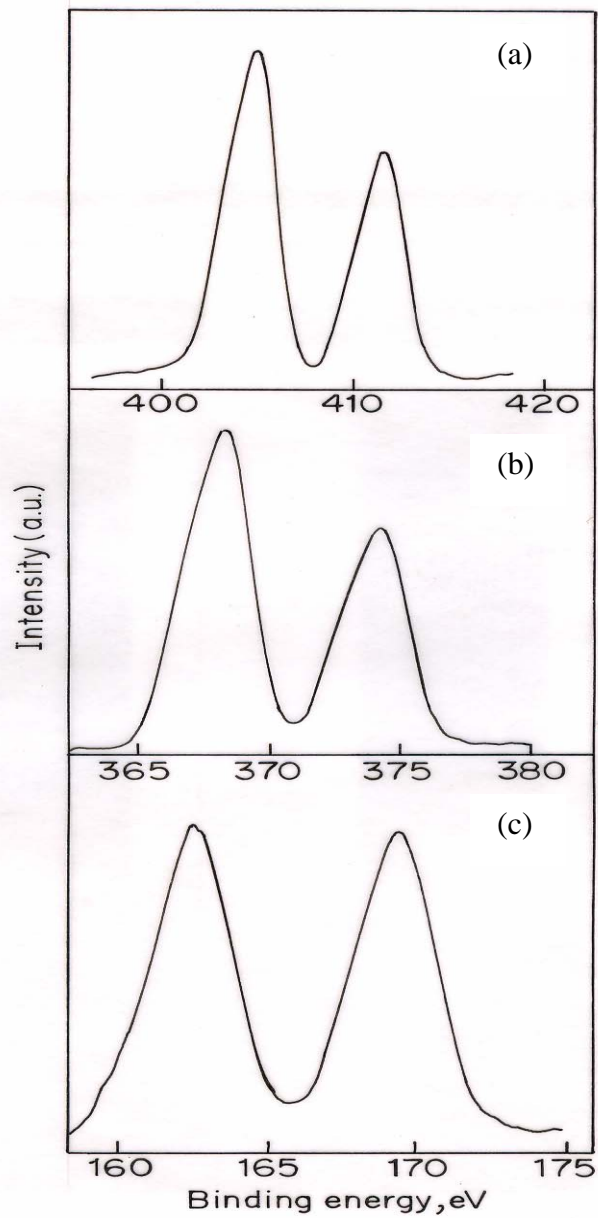 (a)
400 410 420
(b)
Intensity (a.u.)
365 370 375 380
(c)
160 165 170 175
Binding energy, eV